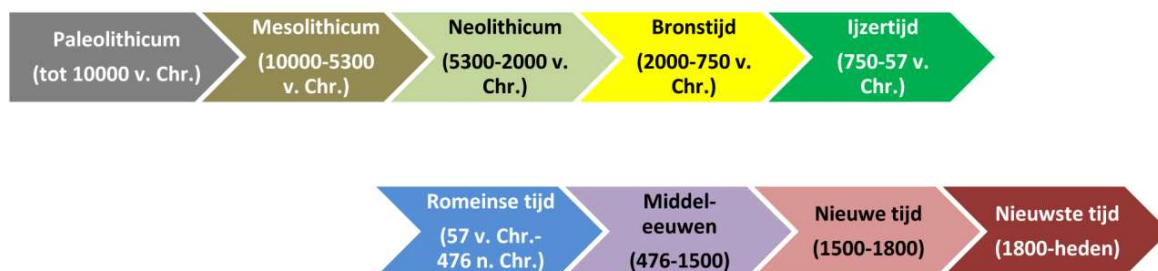 Paleolithicum
(tot 10000 v. Chr.)
Mesolithicum
(10000-5300
v. Chr.)
Neolithicum
(5300-2000 v.
Chr.)
Bronstijd
(2000-750 v.
Chr.)
Ijzertijd
(750-57 v.
Chr.)
Romeinse tijd
(57 v. Chr.-
476 n. Chr.)
Middel-
eeuwen
(476-1500)
Nieuwe tijd
(1500-1800)
Nieuwste tijd
(1800-heden)